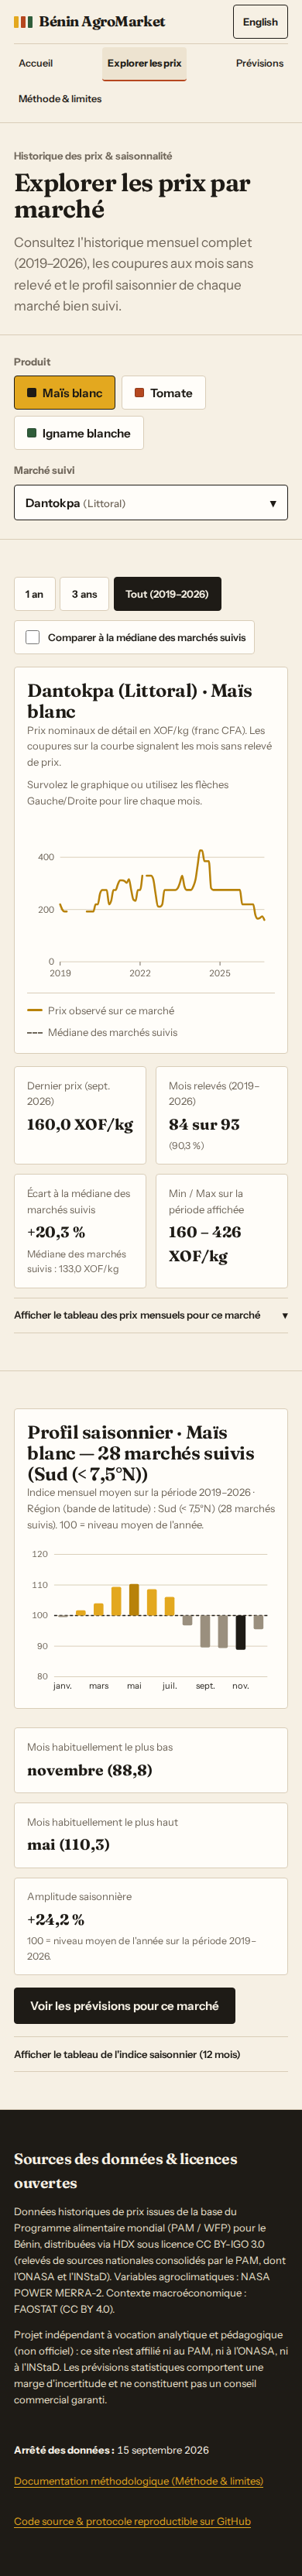 Bénin AgroMarket
English
Accueil
Explorer les prix
Prévisions
Méthode & limites
Historique des prix & saisonnalité
Explorer les prix par
marché
Consultez l'historique mensuel complet
(2019–2026), les coupures aux mois sans
relevé et le profil saisonnier de chaque
marché bien suivi.
Produit
Maïs blanc
Tomate
Igname blanche
Marché suivi
Dantokpa (Littoral)
▾
1 an
3 ans
Tout (2019–2026)
Comparer à la médiane des marchés suivis
Dantokpa (Littoral) · Maïs
blanc
Prix nominaux de détail en XOF/kg (franc CFA). Les
coupures sur la courbe signalent les mois sans relevé
de prix.
Survolez le graphique ou utilisez les flèches
Gauche/Droite pour lire chaque mois.
400
200
0
2019
2022
2025
Prix observé sur ce marché
Médiane des marchés suivis
Dernier prix (sept.
2026)
160,0 XOF/kg
Mois relevés (2019–
2026)
84 sur 93
(90,3 %)
Écart à la médiane des
marchés suivis
+20,3 %
Médiane des marchés
suivis : 133,0 XOF/kg
Min / Max sur la
période affichée
160 – 426
XOF/kg
Afficher le tableau des prix mensuels pour ce marché
▾
Profil saisonnier · Maïs
blanc — 28 marchés suivis
(Sud (< 7,5°N))
Indice mensuel moyen sur la période 2019–2026 ·
Région (bande de latitude) : Sud (< 7,5°N) (28 marchés
suivis). 100 = niveau moyen de l'année.
120
110
100
90
80
janv.
mars
mai
juil.
sept.
nov.
Mois habituellement le plus bas
novembre (88,8)
Mois habituellement le plus haut
mai (110,3)
Amplitude saisonnière
+24,2 %
100 = niveau moyen de l'année sur la période 2019–
2026.
Voir les prévisions pour ce marché
Afficher le tableau de l'indice saisonnier (12 mois)
Sources des données & licences
ouvertes
Données historiques de prix issues de la base du
Programme alimentaire mondial (PAM / WFP) pour le
Bénin, distribuées via HDX sous licence CC BY-IGO 3.0
(relevés de sources nationales consolidés par le PAM, dont
l'ONASA et l'INStaD). Variables agroclimatiques : NASA
POWER MERRA-2. Contexte macroéconomique :
FAOSTAT (CC BY 4.0).
Projet indépendant à vocation analytique et pédagogique
(non officiel) : ce site n'est affilié ni au PAM, ni à l'ONASA, ni
à l'INStaD. Les prévisions statistiques comportent une
marge d'incertitude et ne constituent pas un conseil
commercial garanti.
Arrêté des données : 15 septembre 2026
Documentation méthodologique (Méthode & limites)
Code source & protocole reproductible sur GitHub